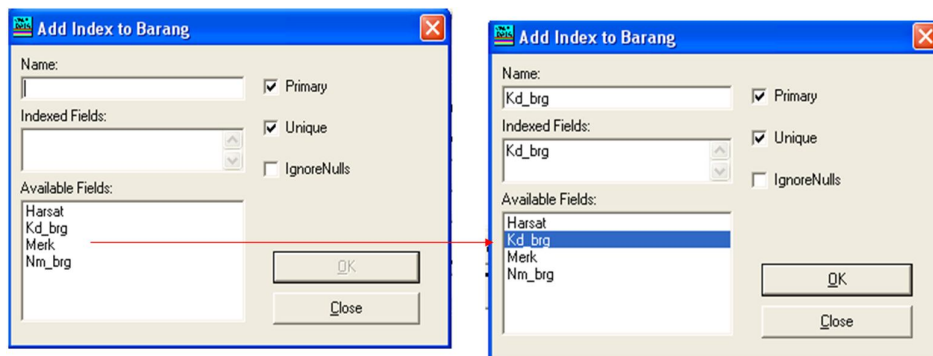 Add Index to Barang
Name:
Primary
Indexed Fields:
Unique
IgnoreNulls
Available Fields:
Harsat
Kd_brg
Merk
Nm_brg
OK
Close
Add Index to Barang
Name:
Kd_brg
Primary
Indexed Fields:
Kd_brg
Unique
IgnoreNulls
Available Fields:
Harsat
Kd_brg
Merk
Nm_brg
OK
Close